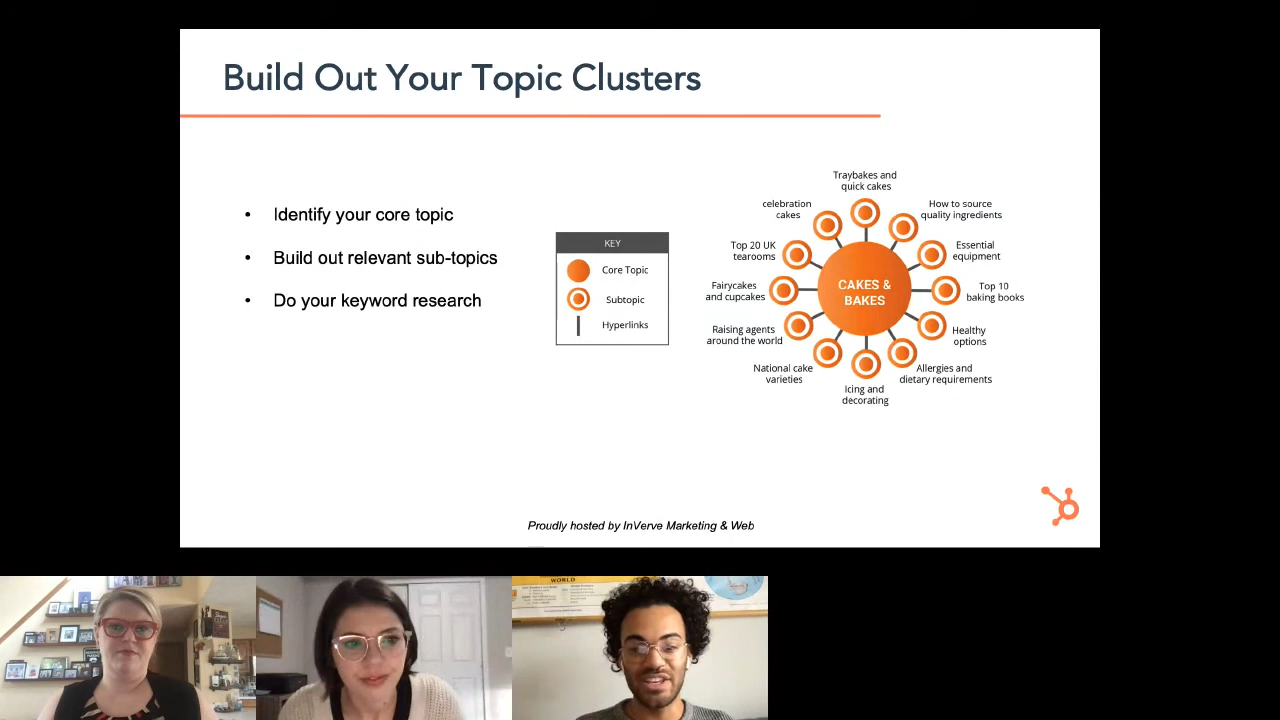 Build Out Your Topic Clusters
• Identify your core topic
• Build out relevant sub-topics
• Do your keyword research
KEY
Core Topic
Subtopic
Hyperlinks
Traybakes and
quick cakes
How to source
quality ingredients
Essential
equipment
Top 10
baking books
Healthy
options
Allergies and
dietary requirements
Icing and
decorating
National cake
varieties
Raising agents
around the world
Fairycakes
and cupcakes
Top 20 UK
tearooms
celebration
cakes
CAKES &
BAKES
Proudly hosted by InVerve Marketing & Web
FAMILY
WORLD